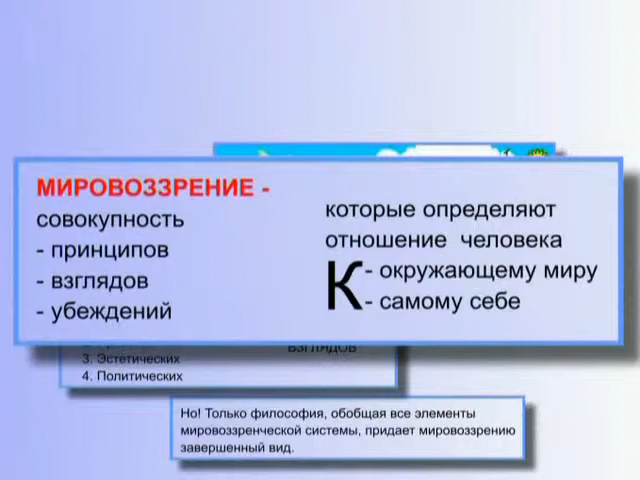 МИРОВОЗЗРЕНИЕ -
совокупность
- принципов
- взглядов
- убеждений
которые определяют
отношение человека
К - окружающему миру
- самому себе
ВЗГЛЯДОВ
3. Эстетических
4. Политических
Но! Только философия, обобщая все элементы
мировоззренческой системы, придает мировоззрению
завершенный вид.